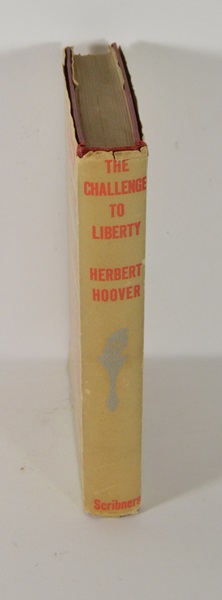 THE
CHALLENGE
TO
LIBERTY
HERBERT
HOOVER
Scribners